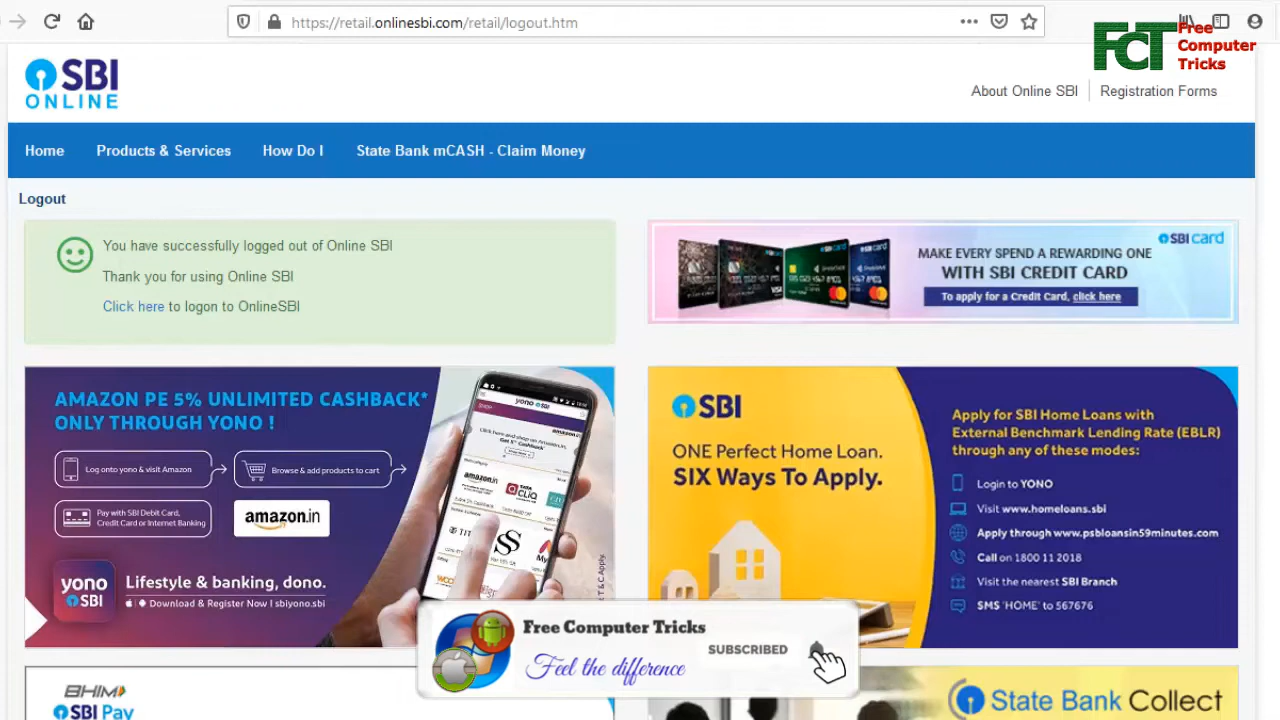 https://retail.onlinesbi.com/retail/logout.htm
FCT Free
Computer
Tricks
SBI
ONLINE
About Online SBI
Registration Forms
Home
Products & Services
How Do I
State Bank mCASH - Claim Money
Logout
You have successfully logged out of Online SBI
Thank you for using Online SBI
Click here to logon to OnlineSBI
SBI card
MAKE EVERY SPEND A REWARDING ONE
WITH SBI CREDIT CARD
To apply for a Credit Card, click here
AMAZON PE 5% UNLIMITED CASHBACK*
ONLY THROUGH YONO !
Log onto yono & visit Amazon
Browse & add products to cart
Pay with SBI Debit Card,
Credit Card or Internet Banking
amazon.in
yono
SBI
Lifestyle & banking, dono.
Download & Register Now | sbiyono.sbi
yono SBI
amazon.in
TATA
CLiQ
T & C Apply.
SBI
ONE Perfect Home Loan.
SIX Ways To Apply.
Apply for SBI Home Loans with
External Benchmark Lending Rate (EBLR)
through any of these modes:
Login to YONO
Visit www.homeloans.sbi
Apply through www.psbloansin59minutes.com
Call on 1800 11 2018
Visit the nearest SBI Branch
SMS 'HOME' to 567676
Free Computer Tricks
Feel the difference
SUBSCRIBED
BHIM
SBI Pay
State Bank Collect